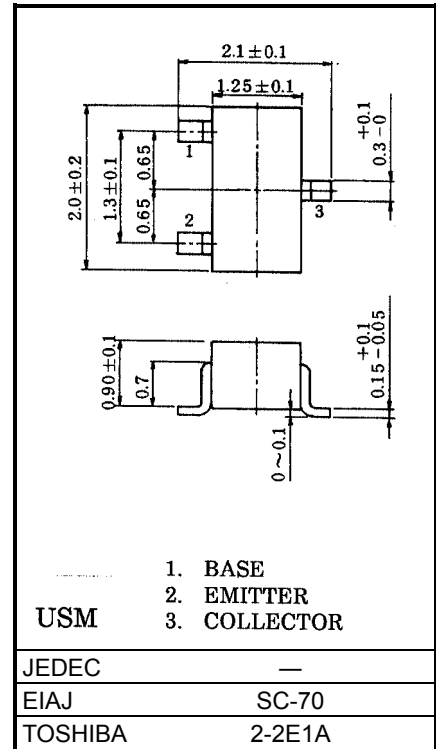 2.1±0.1
1.25±0.1
+0.1
0.3-0
2.0±0.2
1.3±0.1
0.65
0.65
1
2
3
0.90±0.1
0.7
+0.1
0.15-0.05
0~0.1
1. BASE
2. EMITTER
USM 3. COLLECTOR
JEDEC —
EIAJ SC-70
TOSHIBA 2-2E1A